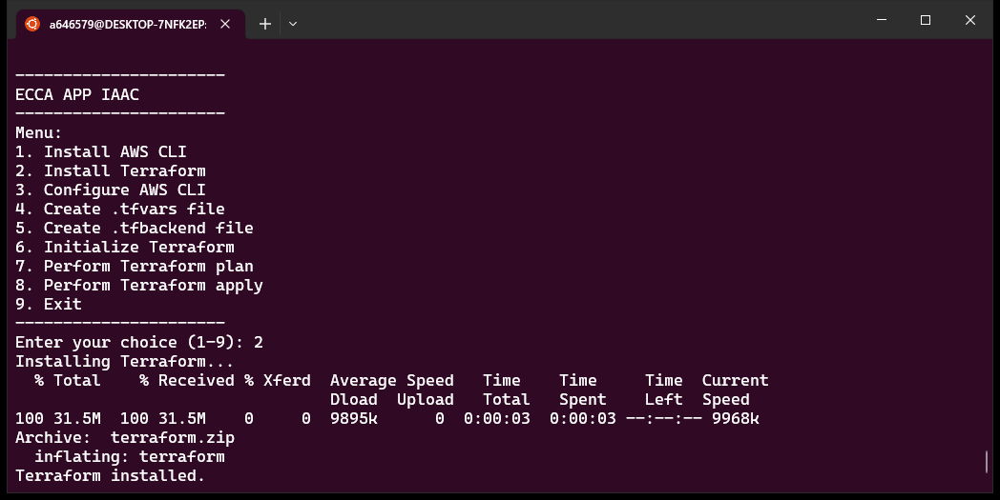 a646579@DESKTOP-7NFK2EP:
----------------------
ECCA APP IAAC
----------------------
Menu:
1. Install AWS CLI
2. Install Terraform
3. Configure AWS CLI
4. Create .tfvars file
5. Create .tfbackend file
6. Initialize Terraform
7. Perform Terraform plan
8. Perform Terraform apply
9. Exit
----------------------
Enter your choice (1-9): 2
Installing Terraform...
  % Total    % Received % Xferd  Average Speed   Time    Time     Time  Current
                                 Dload  Upload   Total   Spent    Left  Speed
100 31.5M  100 31.5M    0     0  9895k      0  0:00:03  0:00:03 --:--:-- 9968k
Archive:  terraform.zip
  inflating: terraform
Terraform installed.